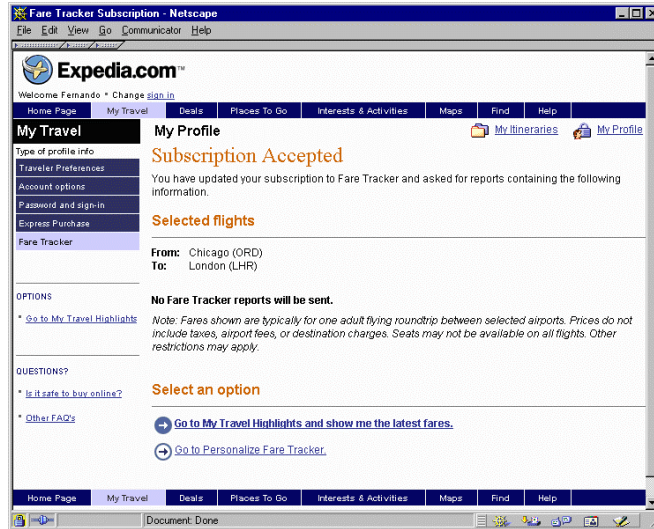 Fare Tracker Subscription - Netscape
File Edit View Go Communicator Help
Expedia.com™
Welcome Fernando * Change sign in
Home Page My Travel Deals Places To Go Interests & Activities Maps Find Help
My Travel
Type of profile info
Traveler Preferences
Account options
Password and sign-in
Express Purchase
Fare Tracker
OPTIONS
* Go to My Travel Highlights
QUESTIONS?
* Is it safe to buy online?
* Other FAQ's
My Profile
My Itineraries
My Profile
Subscription Accepted
You have updated your subscription to Fare Tracker and asked for reports containing the following
information.
Selected flights
From: Chicago (ORD)
To: London (LHR)
No Fare Tracker reports will be sent.
Note: Fares shown are typically for one adult flying roundtrip between selected airports. Prices do not
include taxes, airport fees, or destination charges. Seats may not be available on all flights. Other
restrictions may apply.
Select an option
Go to My Travel Highlights and show me the latest fares.
Go to Personalize Fare Tracker.
Home Page My Travel Deals Places To Go Interests & Activities Maps Find Help
Document: Done